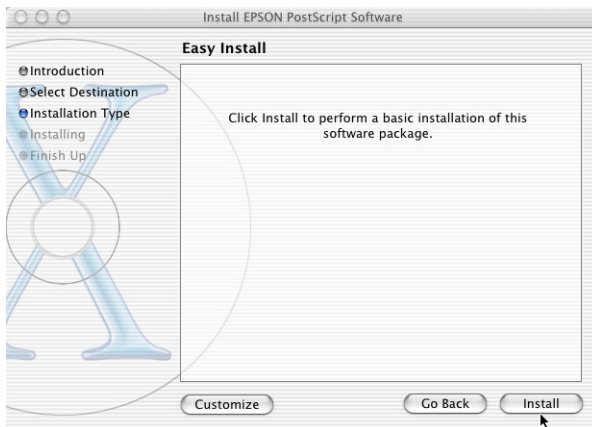 Install EPSON PostScript Software
Easy Install
Introduction
Select Destination
Installation Type
Installing
Finish Up
Click Install to perform a basic installation of this
software package.
Customize
Go Back
Install